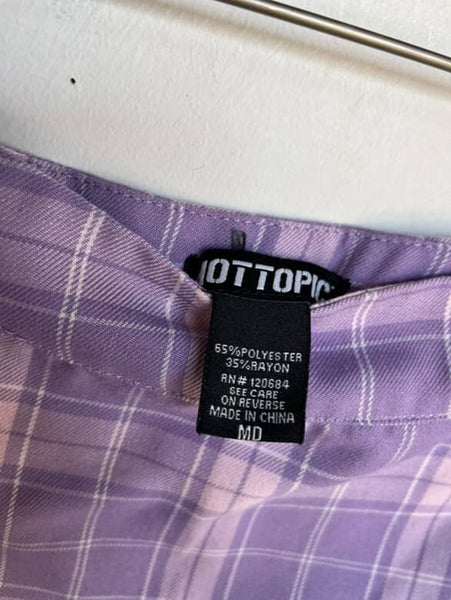 HOTTOPIC
65%POLYESTER
35%RAYON
RN# 120684
SEE CARE
ON REVERSE
MADE IN CHINA
MD